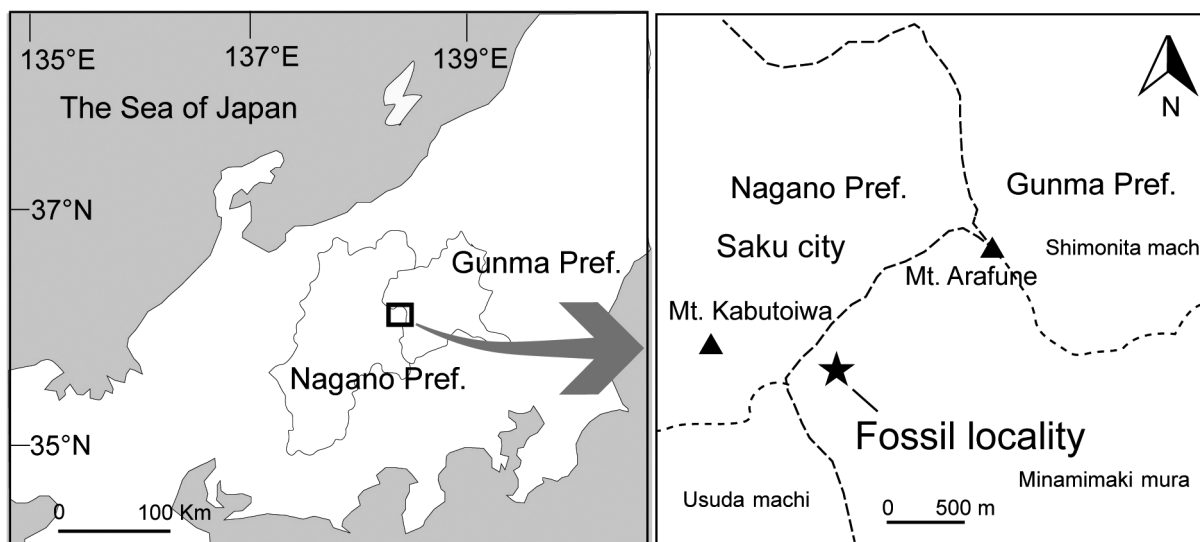 135°E
137°E
139°E
The Sea of Japan
37°N
Gunma Pref.
Nagano Pref.
35°N
0 100 Km
N
Nagano Pref.
Gunma Pref.
Saku city
Shimonita mach
Mt. Arafune
Mt. Kabutoiwa
Fossil locality
Minamimaki mura
Usuda machi
0 500 m